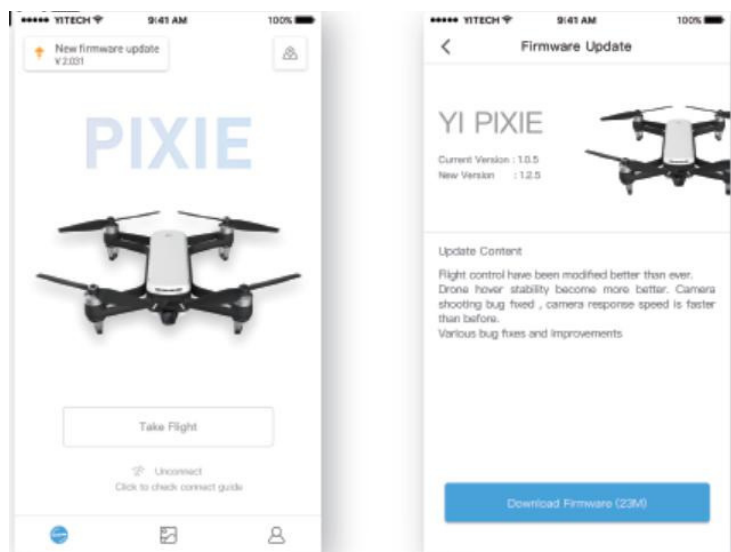 YITECH 9:41 AM 100%
New firmware update
V 2.031
PIXIE
Take Flight
Unconnect
Click to check connect guide
YITECH 9:41 AM 100%
Firmware Update
YI PIXIE
Current Version : 1.0.5
New Version : 1.2.5
Update Content
Flight control have been modified better than ever.
Drone hover stability become more better. Camera
shooting bug fixed , camera response speed is faster
than before.
Various bug fixes and improvements
Download Firmware (23M)